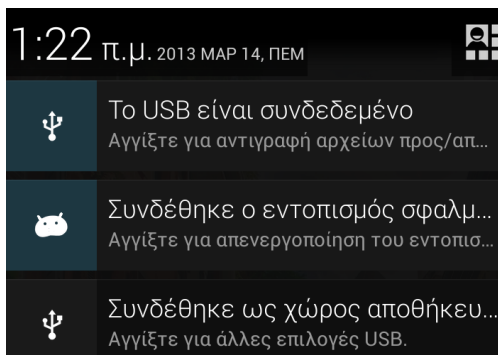 1:22 π.μ. 2013 ΜΑΡ 14, ΠΕΜ
Το USB είναι συνδεδεμένο
Αγγίξτε για αντιγραφή αρχείων προς/απ...
Συνδέθηκε ο εντοπισμός σφαλμ...
Αγγίξτε για απενεργοποίηση του εντοπισ...
Συνδέθηκε ως χώρος αποθήκευ...
Αγγίξτε για άλλες επιλογές USB.